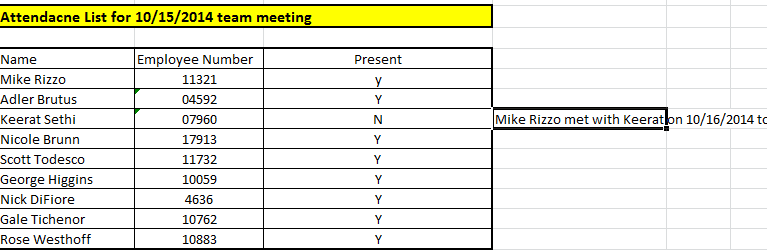 Attendacne List for 10/15/2014 team meeting
Name Employee Number Present
Mike Rizzo 11321 y
Adler Brutus 04592 Y
Keerat Sethi 07960 N Mike Rizzo met with Keerat on 10/16/2014 to
Nicole Brunn 17913 Y
Scott Todesco 11732 Y
George Higgins 10059 Y
Nick DiFiore 4636 Y
Gale Tichenor 10762 Y
Rose Westhoff 10883 Y